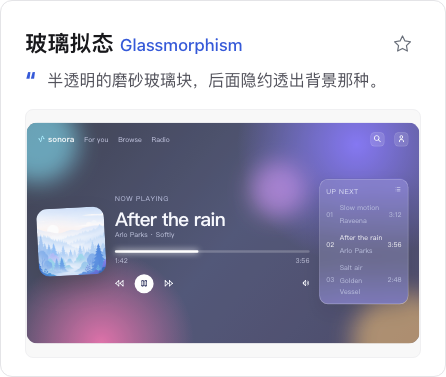 玻璃拟态 Glassmorphism
“ 半透明的磨砂玻璃块，后面隐约透出背景那种。
sonora For you Browse Radio
NOW PLAYING
After the rain
Arlo Parks · Softly
1:42 3:56
UP NEXT
01 Slow motion Raveena 3:12
02 After the rain Arlo Parks 3:56
03 Salt air Golden Vessel 2:48